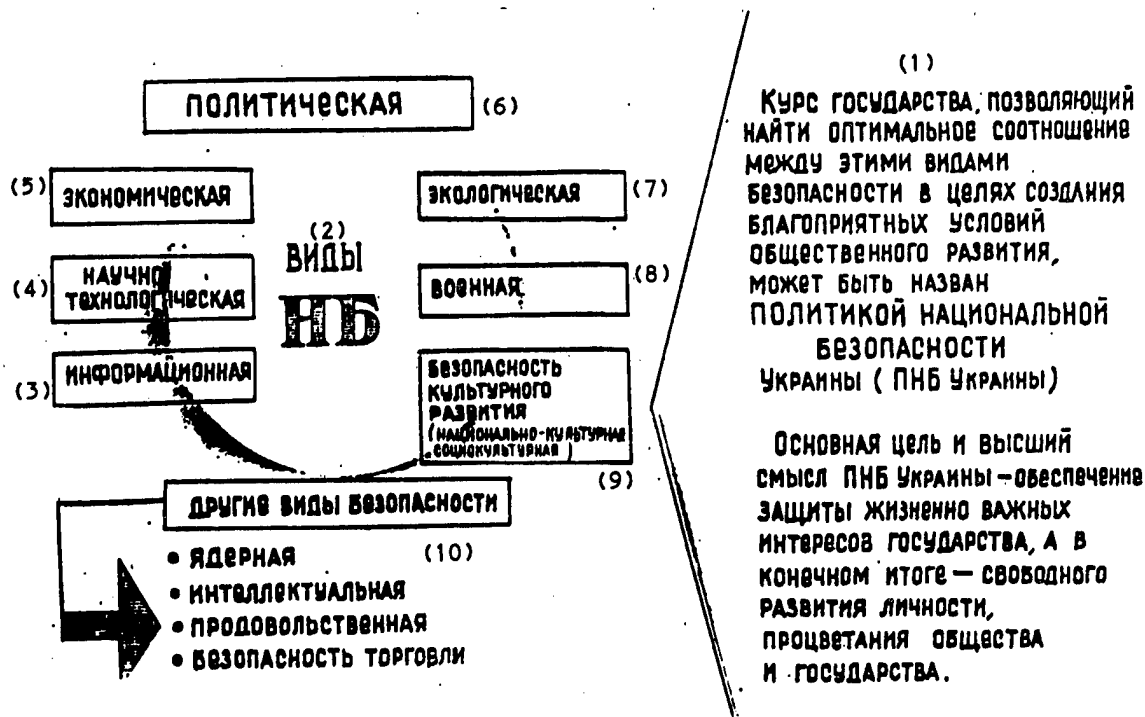 ПОЛИТИЧЕСКАЯ
(6)
(5)
ЭКОНОМИЧЕСКАЯ
ЭКОЛОГИЧЕСКАЯ
(7)
(2)
ВИДЫ
НБ
(4)
НАУЧНО
ТЕХНОЛОГИЧЕСКАЯ
ВОЕННАЯ
(8)
(3)
ИНФОРМАЦИОННАЯ
БЕЗОПАСНОСТЬ
КУЛЬТУРНОГО
РАЗВИТИЯ
(НАЦИОНАЛЬНО-КУЛЬТУРНАЯ
СОЦИОКУЛЬТУРНАЯ)
(9)
ДРУГИЕ ВИДЫ БЕЗОПАСНОСТИ
(10)
• ЯДЕРНАЯ
• ИНТЕЛЛЕКТУАЛЬНАЯ
• ПРОДОВОЛЬСТВЕННАЯ
• БЕЗОПАСНОСТЬ ТОРГОВЛИ
(1)
КУРС ГОСУДАРСТВА, ПОЗВОЛЯЮЩИЙ
НАЙТИ ОПТИМАЛЬНОЕ СООТНОШЕНИЕ
МЕЖДУ ЭТИМИ ВИДАМИ
БЕЗОПАСНОСТИ В ЦЕЛЯХ СОЗДАНИЯ
БЛАГОПРИЯТНЫХ УСЛОВИЙ
ОБЩЕСТВЕННОГО РАЗВИТИЯ,
МОЖЕТ БЫТЬ НАЗВАН
ПОЛИТИКОЙ НАЦИОНАЛЬНОЙ
БЕЗОПАСНОСТИ
УКРАИНЫ (ПНБ УКРАИНЫ)
ОСНОВНАЯ ЦЕЛЬ И ВЫСШИЙ
СМЫСЛ ПНБ УКРАИНЫ – ОБЕСПЕЧЕНИЕ
ЗАЩИТЫ ЖИЗНЕННО ВАЖНЫХ
ИНТЕРЕСОВ ГОСУДАРСТВА, А В
КОНЕЧНОМ ИТОГЕ – СВОБОДНОГО
РАЗВИТИЯ ЛИЧНОСТИ,
ПРОЦВЕТАНИЯ ОБЩЕСТВА
И ГОСУДАРСТВА.